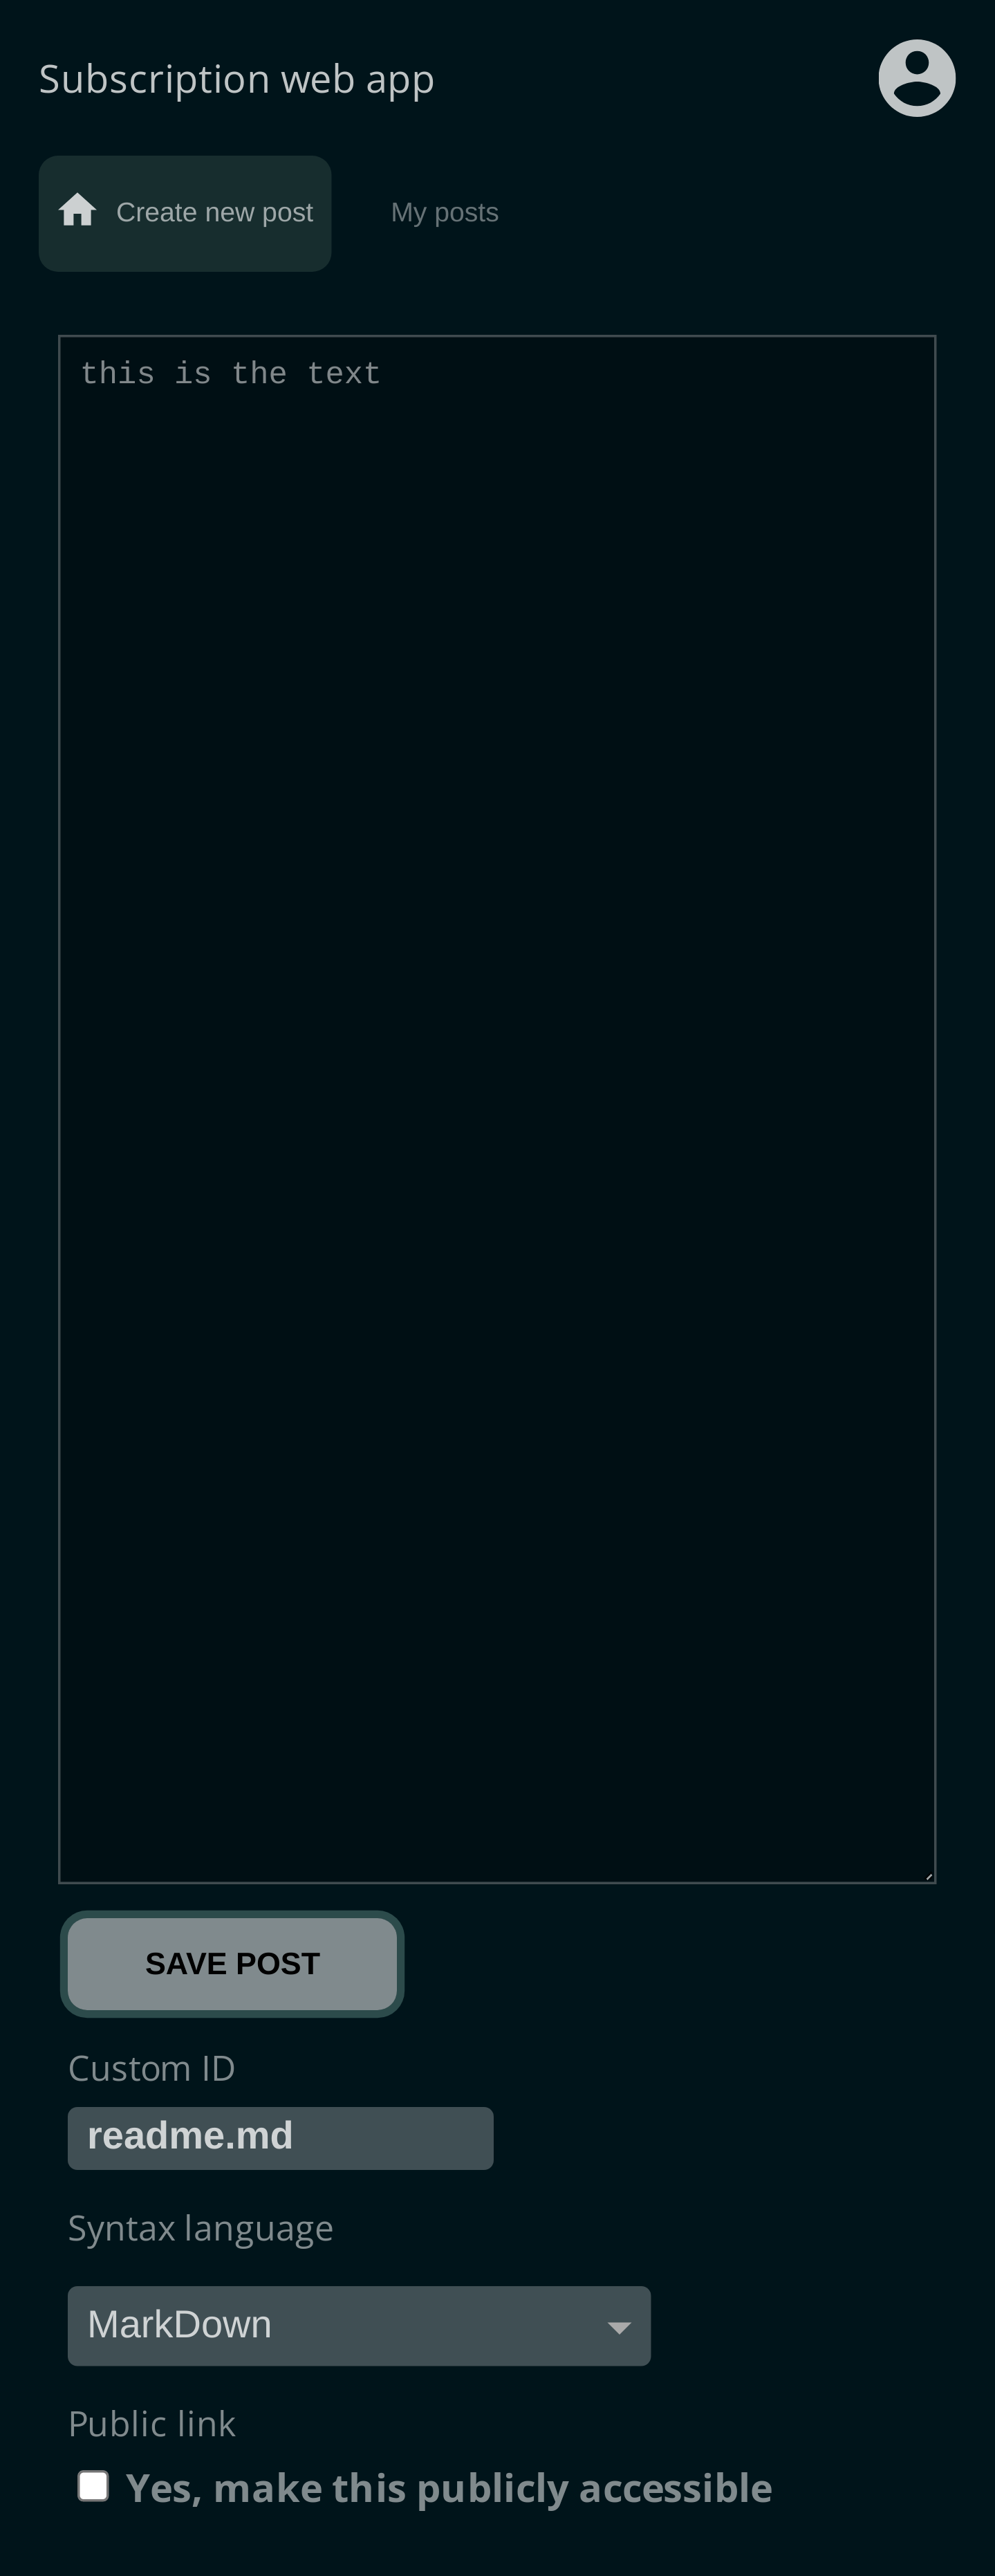 Subscription web app
Create new post
My posts
this is the text
SAVE POST
Custom ID
readme.md
Syntax language
MarkDown
Public link
Yes, make this publicly accessible